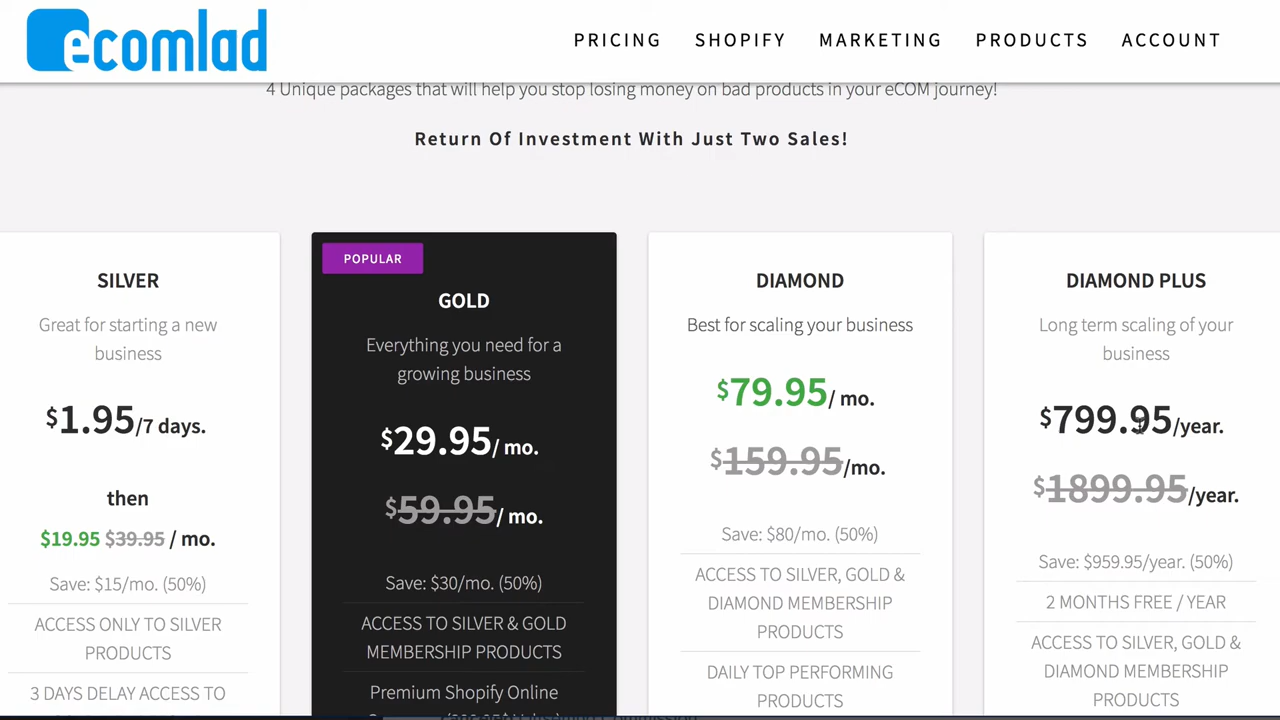 ecomlad
PRICING SHOPIFY MARKETING PRODUCTS ACCOUNT
4 Unique packages that will help you stop losing money on bad products in your eCOM journey!
Return Of Investment With Just Two Sales!
SILVER
Great for starting a new
business
$1.95/7 days.
then
$19.95 $39.95 / mo.
Save: $15/mo. (50%)
ACCESS ONLY TO SILVER
PRODUCTS
3 DAYS DELAY ACCESS TO
POPULAR
GOLD
Everything you need for a
growing business
$29.95/ mo.
$59.95/ mo.
Save: $30/mo. (50%)
ACCESS TO SILVER & GOLD
MEMBERSHIP PRODUCTS
Premium Shopify Online
DIAMOND
Best for scaling your business
$79.95/ mo.
$159.95/mo.
Save: $80/mo. (50%)
ACCESS TO SILVER, GOLD &
DIAMOND MEMBERSHIP
PRODUCTS
DAILY TOP PERFORMING
PRODUCTS
DIAMOND PLUS
Long term scaling of your
business
$799.95/year.
$1899.95/year.
Save: $959.95/year. (50%)
2 MONTHS FREE / YEAR
ACCESS TO SILVER, GOLD &
DIAMOND MEMBERSHIP
PRODUCTS